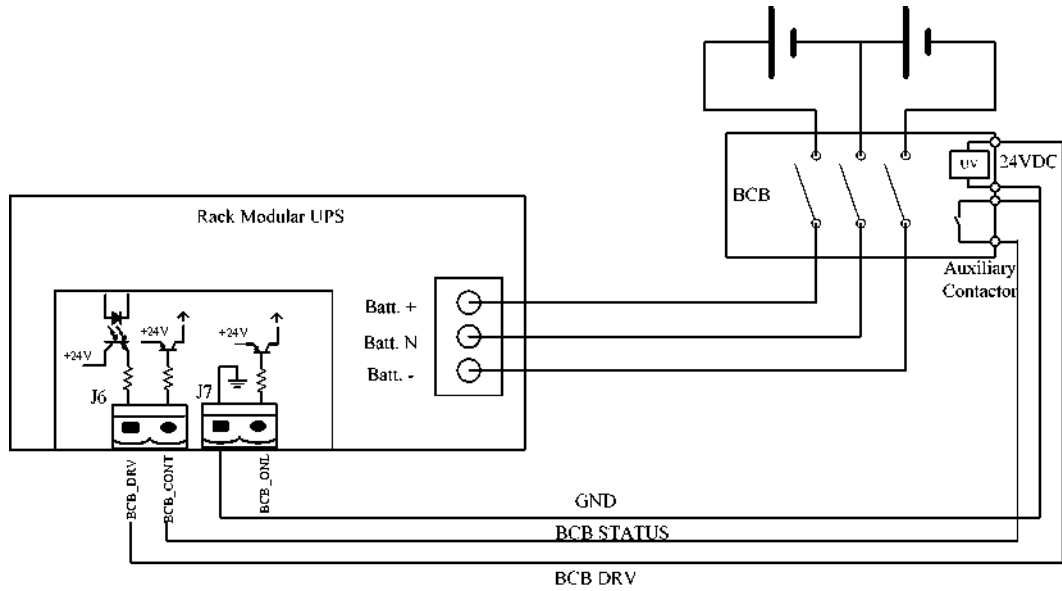 UV
24VDC
BCB
Rack Modular UPS
Auxiliary
Contactor
Batt. +
Batt. N
Batt. -
+24V
+24V
+24V
J6
J7
BCB_DRV
BCB_CONT
BCB_ONL
GND
BCB STATUS
BCB DRV